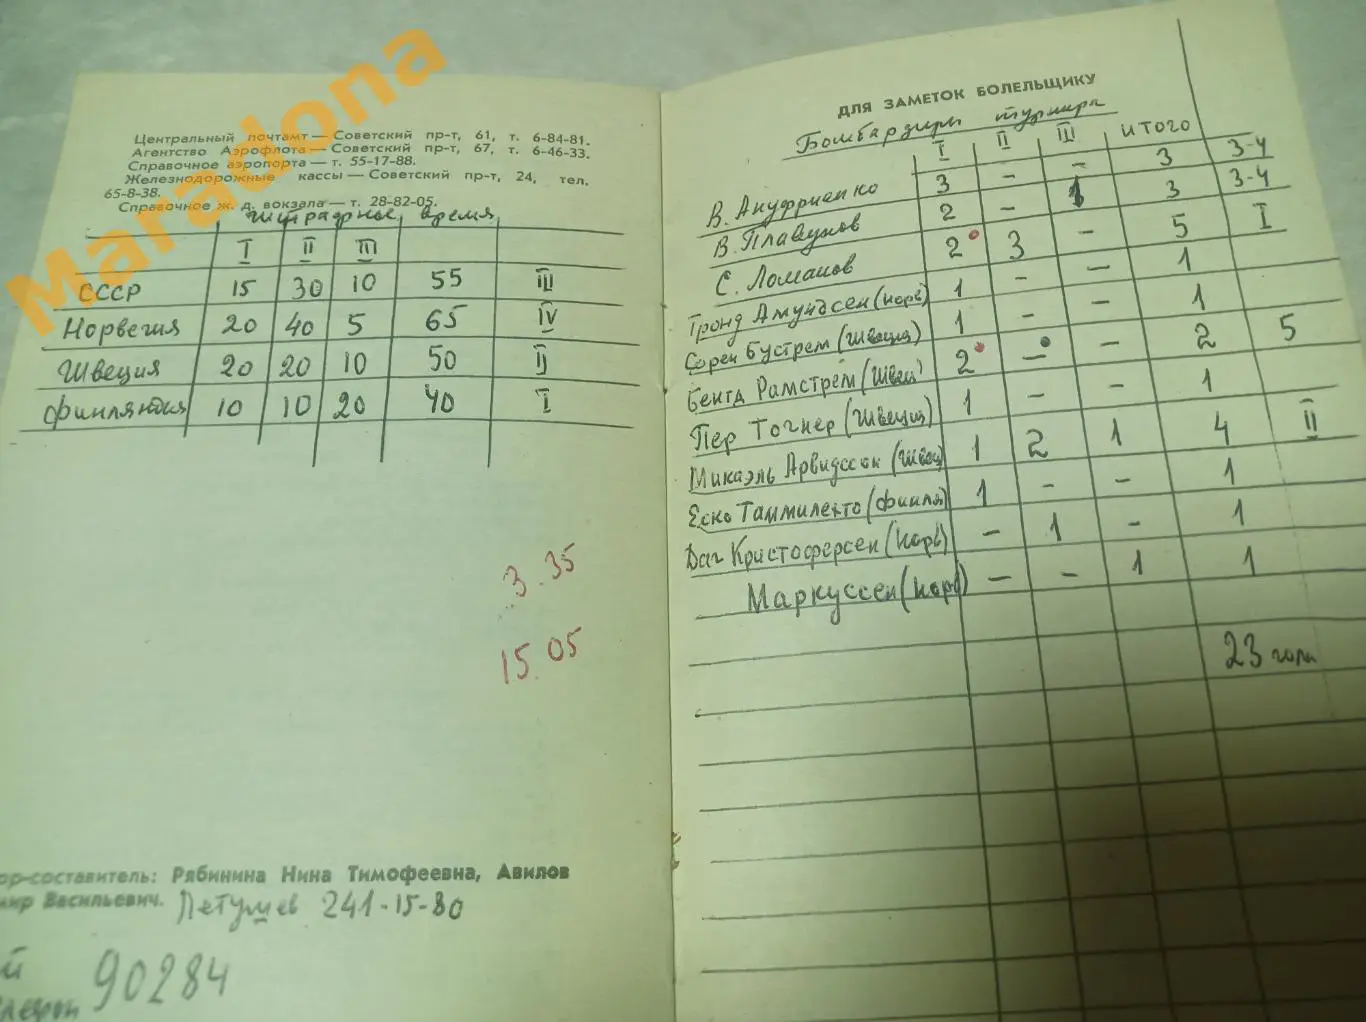 Maradona
Центральный почтамт — Советский пр-т, 61, т. 6-84-81.
Агентство Аэрофлота — Советский пр-т, 67, т. 6-46-33.
Справочное аэропорта — т. 55-17-88.
Железнодорожные кассы — Советский пр-т, 24, тел.
65-8-38.
Справочное ж. д. вокзала — т. 28-82-05.
штрафное время
I II III
СССР 15 30 10 55 III
Норвегия 20 40 5 65 IV
Швеция 20 20 10 50 II
Финляндия 10 10 20 40 I
3.35
15.05
ор-составитель: Рябинина Нина Тимофеевна, Авилов
мир Васильевич.
241-15-80
90284
ДЛЯ ЗАМЕТОК БОЛЕЛЬЩИКУ
Бомбардиры турнира
I II III ИТОГО
В. Ануфриенко 3 – – 3 3-4
В. Плавунов 2 – 1 3 3-4
С. Ломанов 2 3 – 5 I
Тронд Амундсен (Норв) 1 – – 1
Сорен Бустрем (Швеция) 1 – – 1
Бенгд Рамстрем (Швец) 2 – – 2 5
Пер Тогнер (Швеция) 1 – – 1
Микаэль Арвидссон (Швец) 1 2 1 4 II
Еско Таммилехто (Финля) 1 – – 1
Даг Кристоферсен (Норв) – 1 – 1
Маркуссен (Норв) – – 1 1
23 гола